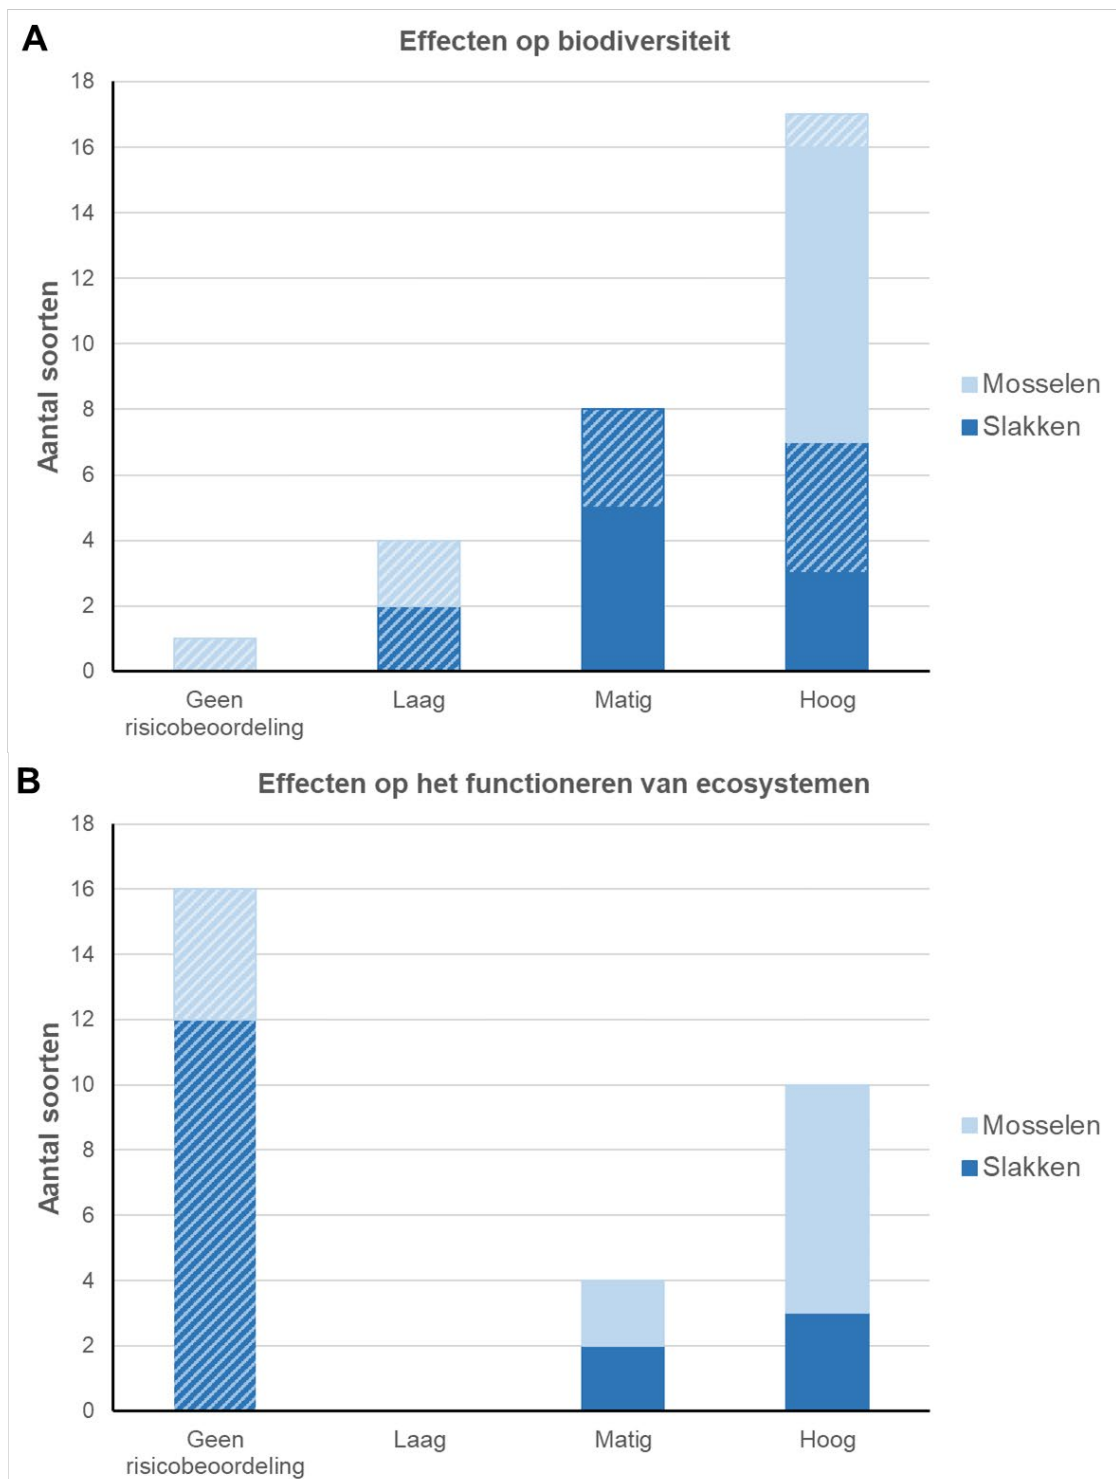 A
Effecten op biodiversiteit
18
16
14
12
10
8
6
4
2
0
Aantal soorten
Geen
risicobeoordeling
Laag
Matig
Hoog
Mosselen
Slakken
B
Effecten op het functioneren van ecosystemen
18
16
14
12
10
8
6
4
2
0
Aantal soorten
Geen
risicobeoordeling
Laag
Matig
Hoog
Mosselen
Slakken